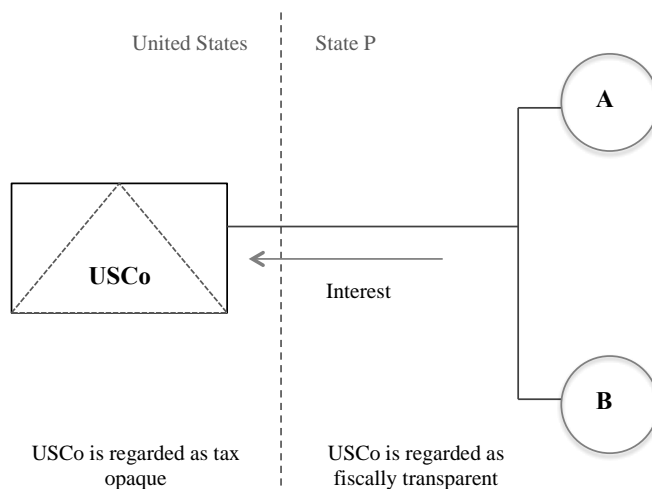 United States
State P
A
USCo
Interest
B
USCo is regarded as tax
opaque
USCo is regarded as
fiscally transparent